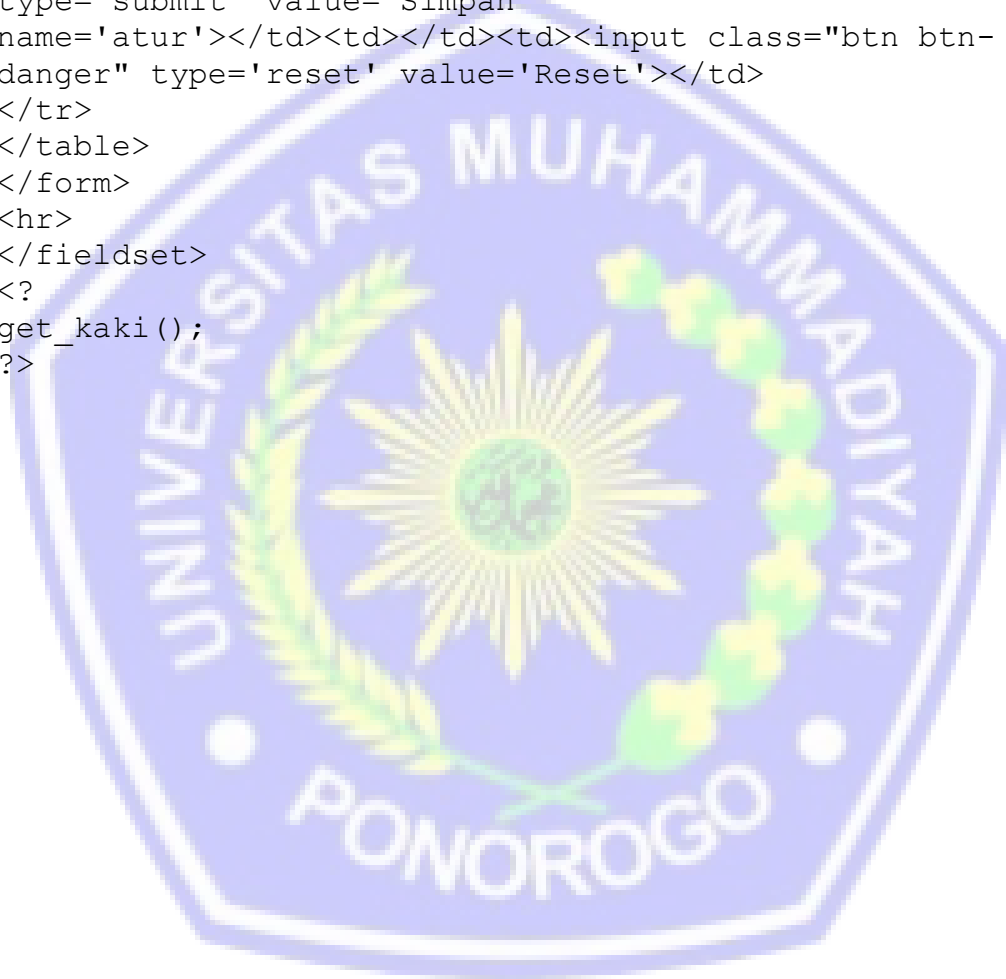 type='submit' value='Simpan'
name='atur'></td><td></td><td><input class="btn btn-
danger" type='reset' value='Reset'></td>
</tr>
</table>
</form>
<hr>
</fieldset>
<?
get_kaki();
?>
UNIVERSITAS MUHAMMADIYAH
PONOROGO